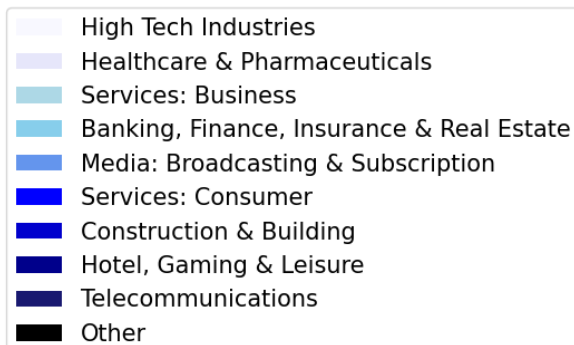 High Tech Industries
Healthcare & Pharmaceuticals
Services: Business
Banking, Finance, Insurance & Real Estate
Media: Broadcasting & Subscription
Services: Consumer
Construction & Building
Hotel, Gaming & Leisure
Telecommunications
Other